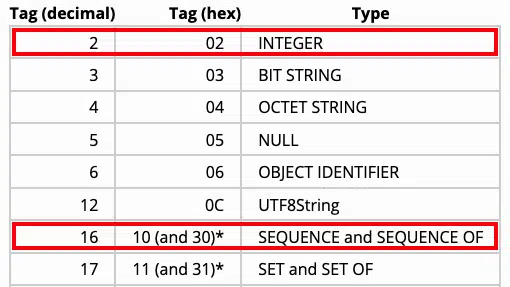 Tag (decimal) Tag (hex) Type
2 02 INTEGER
3 03 BIT STRING
4 04 OCTET STRING
5 05 NULL
6 06 OBJECT IDENTIFIER
12 0C UTF8String
16 10 (and 30)* SEQUENCE and SEQUENCE OF
17 11 (and 31)* SET and SET OF